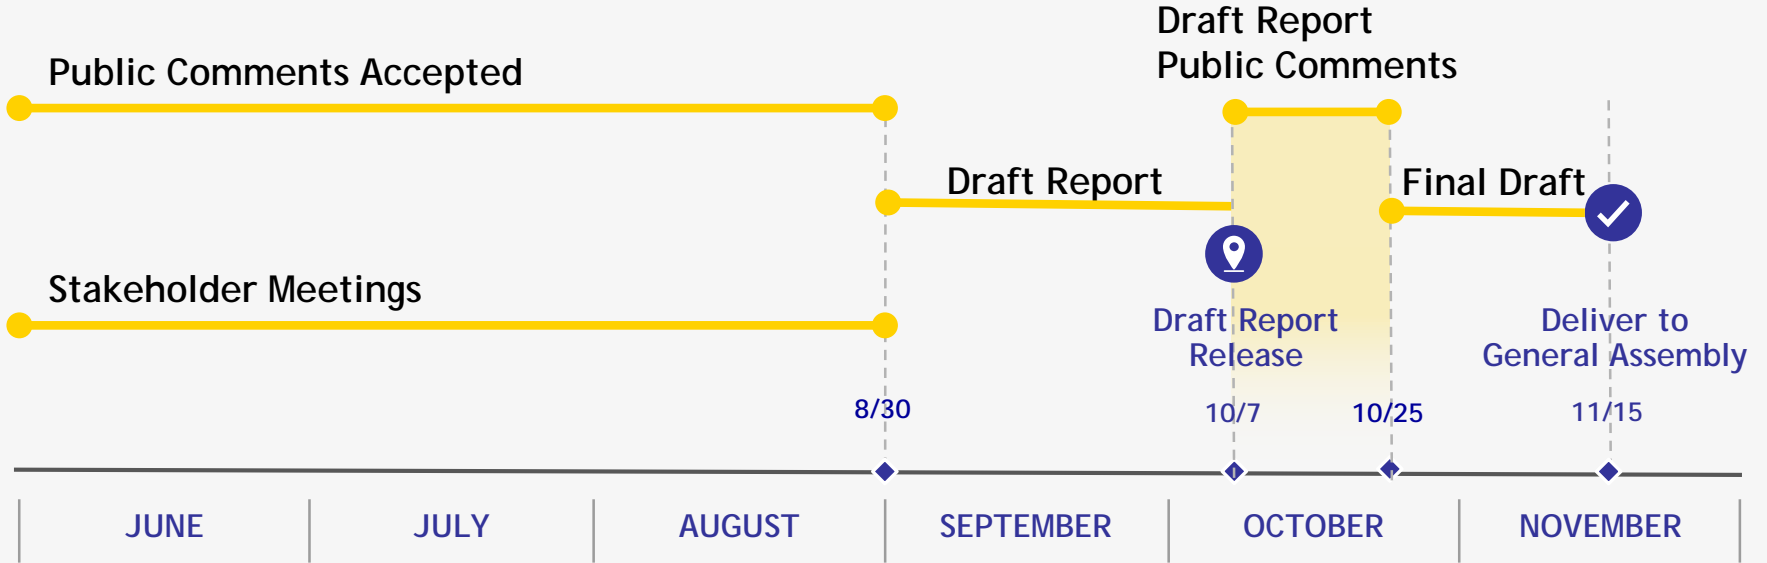 Draft Report
Public Comments
Public Comments Accepted
Draft Report
Final Draft
Stakeholder Meetings
Draft Report
Release
Deliver to
General Assembly
8/30
10/7
10/25
11/15
JUNE
JULY
AUGUST
SEPTEMBER
OCTOBER
NOVEMBER